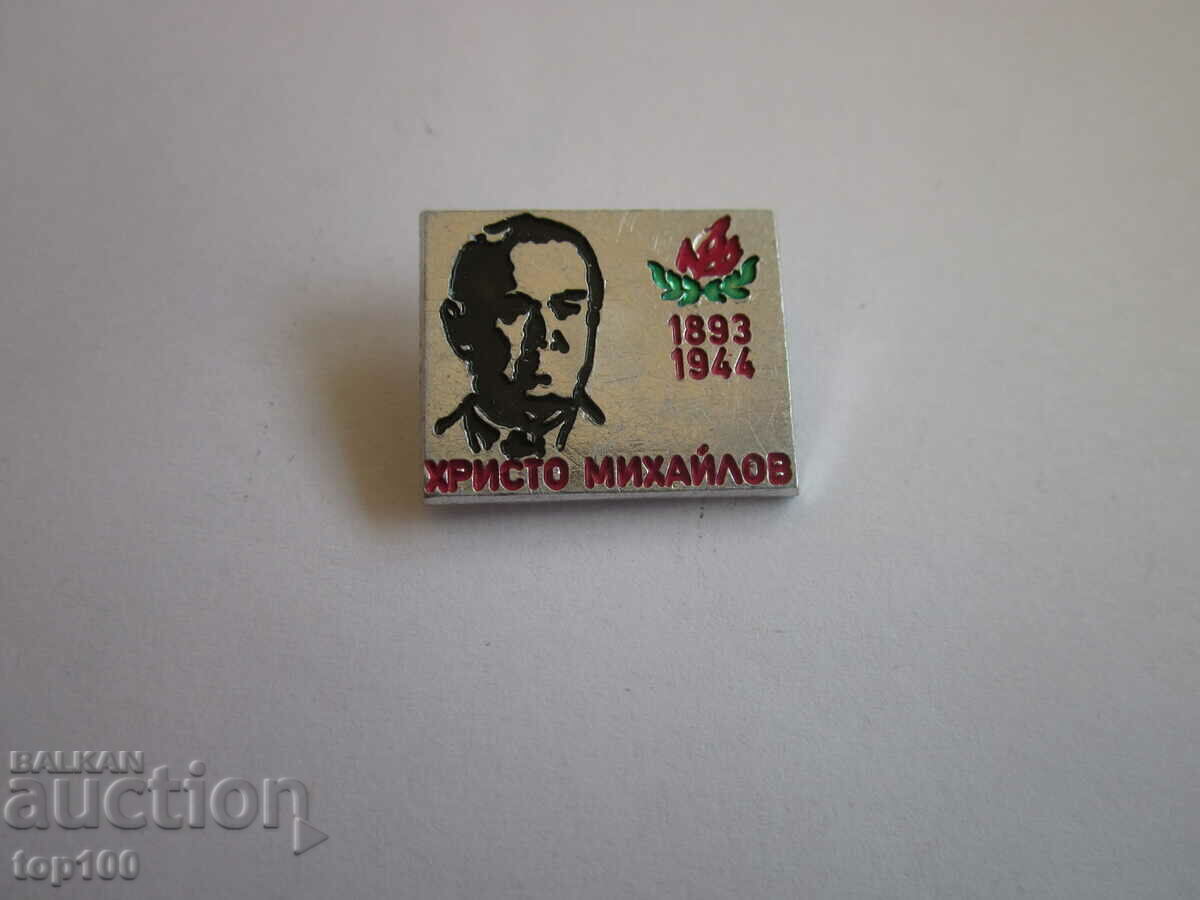 1893
1944
ХРИСТО МИХАЙЛОВ
BALKAN
auction
top100